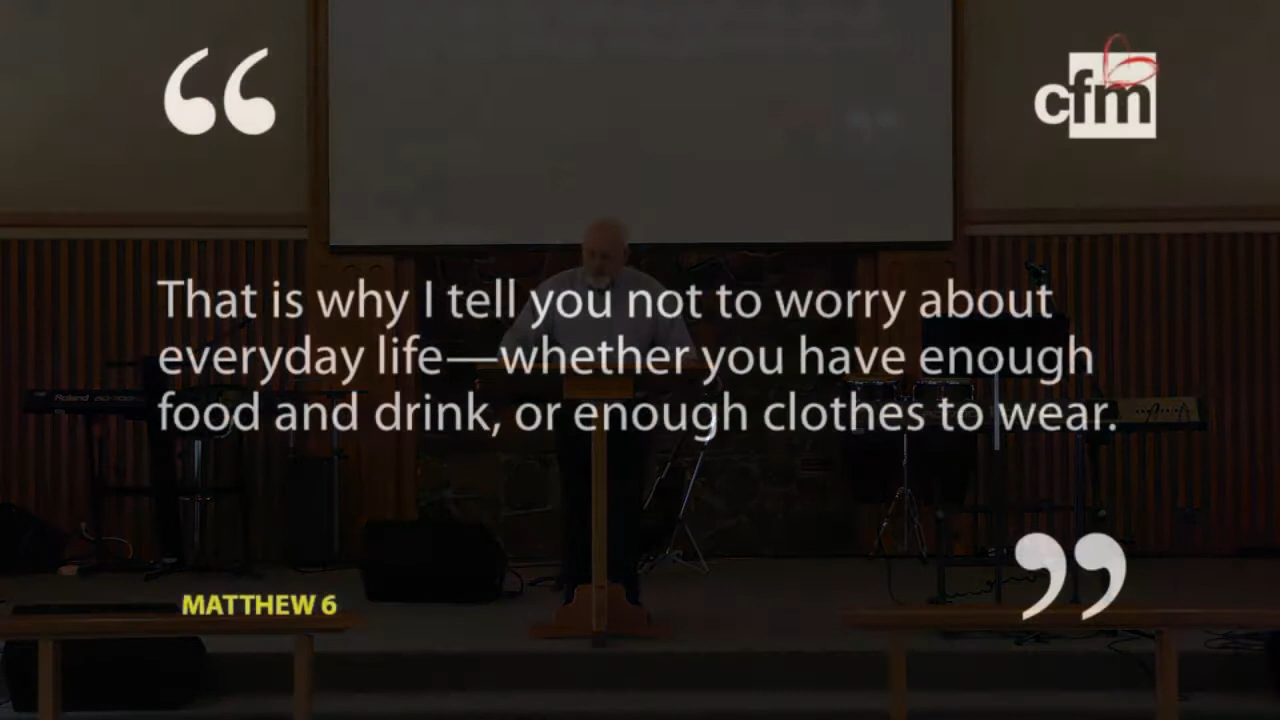 “
cfm
That is why I tell you not to worry about
everyday life—whether you have enough
food and drink, or enough clothes to wear.
Roland
MATTHEW 6
”